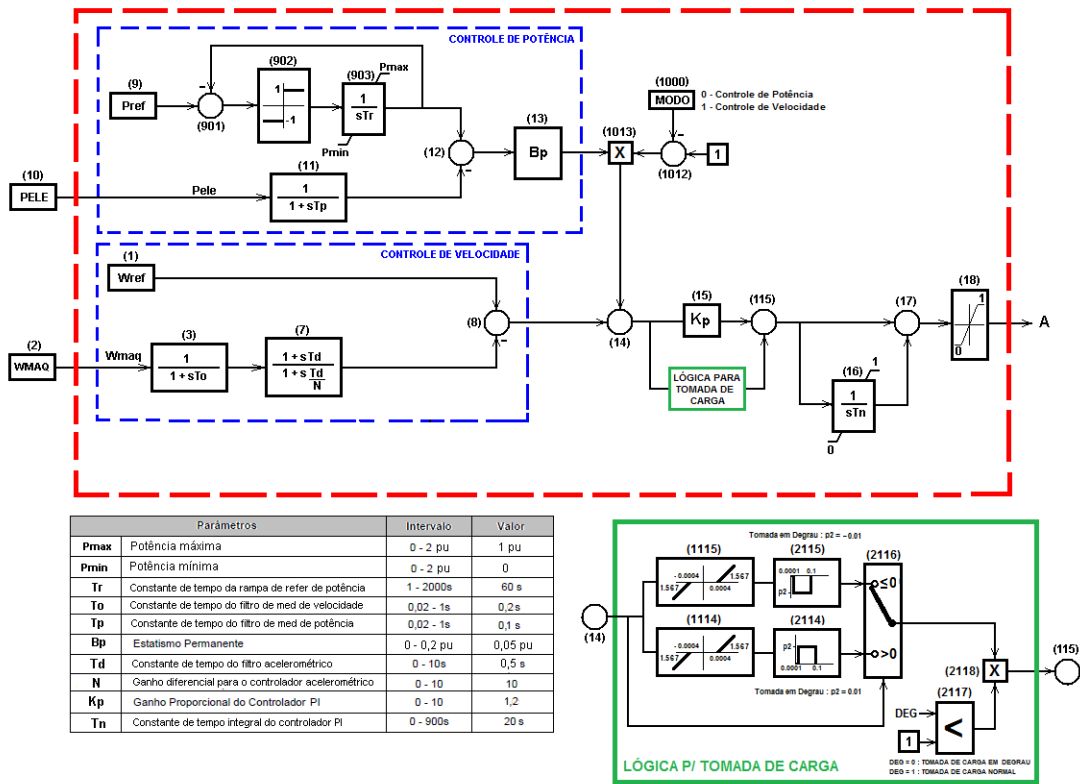 CONTROLE DE POTÊNCIA
(902)
(903)
Pmax
(9)
Pref
−
(901)
1
-1
1
sTr
Pmin
(13)
Bp
(12)
−
(1000)
MODO
0 - Controle de Potência
1 - Controle de Velocidade
−
(1013)
X
(1012)
1
(10)
PELE
Pele
(11)
1
1 + sTp
CONTROLE DE VELOCIDADE
(1)
Wref
(8)
−
(2)
WMAQ
Wmaq
(3)
1
1 + sTo
(7)
1 + sTd
1 + s Td
N
(14)
(15)
Kp
(115)
LÓGICA PARA
TOMADA DE
CARGA
(17)
(16)
1
1
sTn
0
(18)
1
0
A
Parâmetros Intervalo Valor
Pmax Potência máxima 0 - 2 pu 1 pu
Pmin Potência mínima 0 - 2 pu 0
Tr Constante de tempo da rampa de refer de potência 1 - 2000s 60 s
To Constante de tempo do filtro de med de velocidade 0,02 - 1s 0,2s
Tp Constante de tempo do filtro de med de potência 0,02 - 1s 0,1 s
Bp Estatismo Permanente 0 - 0,2 pu 0,05 pu
Td Constante de tempo do filtro acelerométrico 0 - 10s 0,5 s
N Ganho diferencial para o controlador acelerométrico 0 - 10 10
Kp Ganho Proporcional do Controlador PI 0 - 10 1,2
Tn Constante de tempo integral do controlador PI 0 - 900s 20 s
Tomada em Degrau : p2 = −0.01
(1115)
- 0.0004
1.567
1.567
0.0004
(2115)
0.0001 0.1
p2
(2116)
≤0
>0
(14)
(1114)
- 0.0004
1.567
1.567
0.0004
(2114)
p2
0.0001 0.1
Tomada em Degrau : p2 = 0.01
(2118)
X
(115)
(2117)
DEG
<
1
DEG = 0 : TOMADA DE CARGA EM DEGRAU
DEG = 1 : TOMADA DE CARGA NORMAL
LÓGICA P/ TOMADA DE CARGA